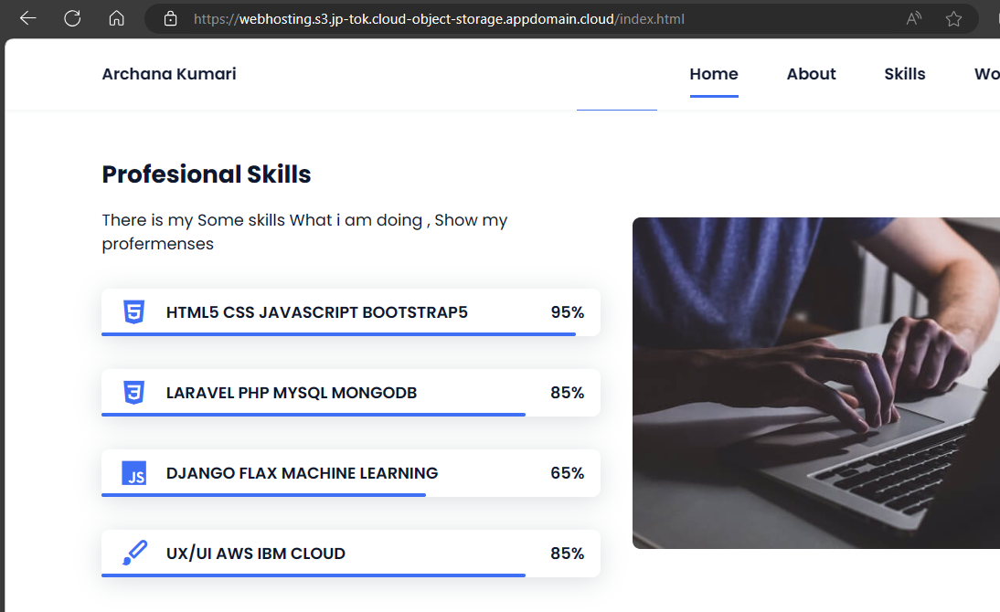 https://webhosting.s3.jp-tok.cloud-object-storage.appdomain.cloud/index.html
Archana Kumari Home About Skills Wo
Profesional Skills
There is my Some skills What i am doing , Show my
profermenses
5 HTML5 CSS JAVASCRIPT BOOTSTRAP5 95%
3 LARAVEL PHP MYSQL MONGODB 85%
JS DJANGO FLAX MACHINE LEARNING 65%
UX/UI AWS IBM CLOUD 85%